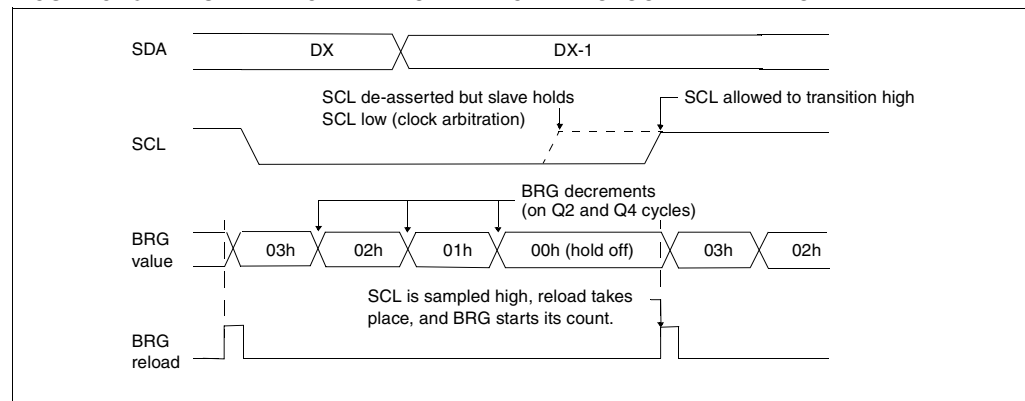 SDA
DX
DX-1
SCL de-asserted but slave holds
SCL low (clock arbitration)
SCL allowed to transition high
SCL
BRG decrements
(on Q2 and Q4 cycles)
BRG
value
03h
02h
01h
00h (hold off)
03h
02h
SCL is sampled high, reload takes
place, and BRG starts its count.
BRG
reload